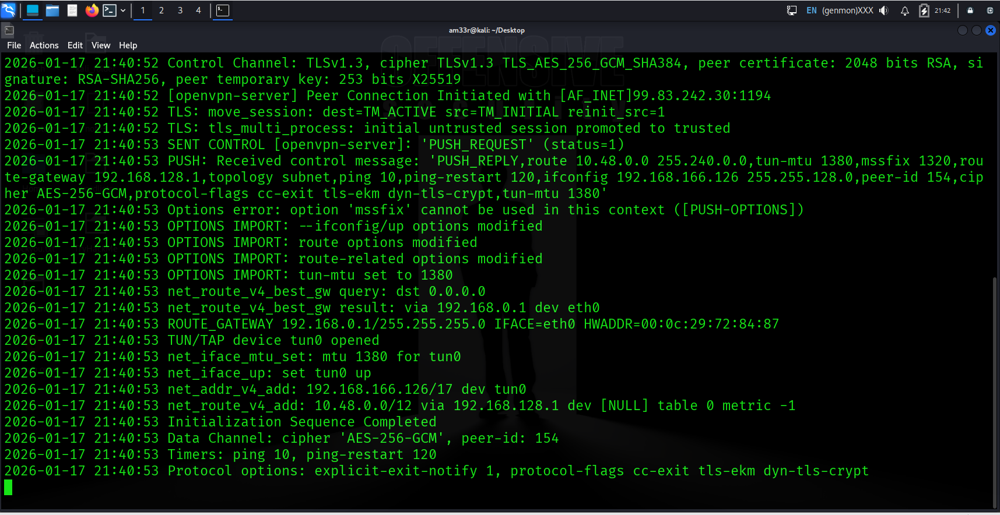 1 2 3 4 EN (genmon)XXX 21:42
am33r@kali: ~/Desktop
File Actions Edit View Help
OFFENSIVE
2026-01-17 21:40:52 Control Channel: TLSv1.3, cipher TLSv1.3 TLS_AES_256_GCM_SHA384, peer certificate: 2048 bits RSA, si
gnature: RSA-SHA256, peer temporary key: 253 bits X25519
2026-01-17 21:40:52 [openvpn-server] Peer Connection Initiated with [AF_INET]99.83.242.30:1194
2026-01-17 21:40:52 TLS: move_session: dest=TM_ACTIVE src=TM_INITIAL reinit_src=1
2026-01-17 21:40:52 TLS: tls_multi_process: initial untrusted session promoted to trusted
2026-01-17 21:40:53 SENT CONTROL [openvpn-server]: 'PUSH_REQUEST' (status=1)
2026-01-17 21:40:53 PUSH: Received control message: 'PUSH_REPLY,route 10.48.0.0 255.240.0.0,tun-mtu 1380,mssfix 1320,rou
te-gateway 192.168.128.1,topology subnet,ping 10,ping-restart 120,ifconfig 192.168.166.126 255.255.128.0,peer-id 154,cip
her AES-256-GCM,protocol-flags cc-exit tls-ekm dyn-tls-crypt,tun-mtu 1380'
2026-01-17 21:40:53 Options error: option 'mssfix' cannot be used in this context ([PUSH-OPTIONS])
2026-01-17 21:40:53 OPTIONS IMPORT: --ifconfig/up options modified
2026-01-17 21:40:53 OPTIONS IMPORT: route options modified
2026-01-17 21:40:53 OPTIONS IMPORT: route-related options modified
2026-01-17 21:40:53 OPTIONS IMPORT: tun-mtu set to 1380
2026-01-17 21:40:53 net_route_v4_best_gw query: dst 0.0.0.0
2026-01-17 21:40:53 net_route_v4_best_gw result: via 192.168.0.1 dev eth0
2026-01-17 21:40:53 ROUTE_GATEWAY 192.168.0.1/255.255.255.0 IFACE=eth0 HWADDR=00:0c:29:72:84:87
2026-01-17 21:40:53 TUN/TAP device tun0 opened
2026-01-17 21:40:53 net_iface_mtu_set: mtu 1380 for tun0
2026-01-17 21:40:53 net_iface_up: set tun0 up
2026-01-17 21:40:53 net_addr_v4_add: 192.168.166.126/17 dev tun0
2026-01-17 21:40:53 net_route_v4_add: 10.48.0.0/12 via 192.168.128.1 dev [NULL] table 0 metric -1
2026-01-17 21:40:53 Initialization Sequence Completed
2026-01-17 21:40:53 Data Channel: cipher 'AES-256-GCM', peer-id: 154
2026-01-17 21:40:53 Timers: ping 10, ping-restart 120
2026-01-17 21:40:53 Protocol options: explicit-exit-notify 1, protocol-flags cc-exit tls-ekm dyn-tls-crypt